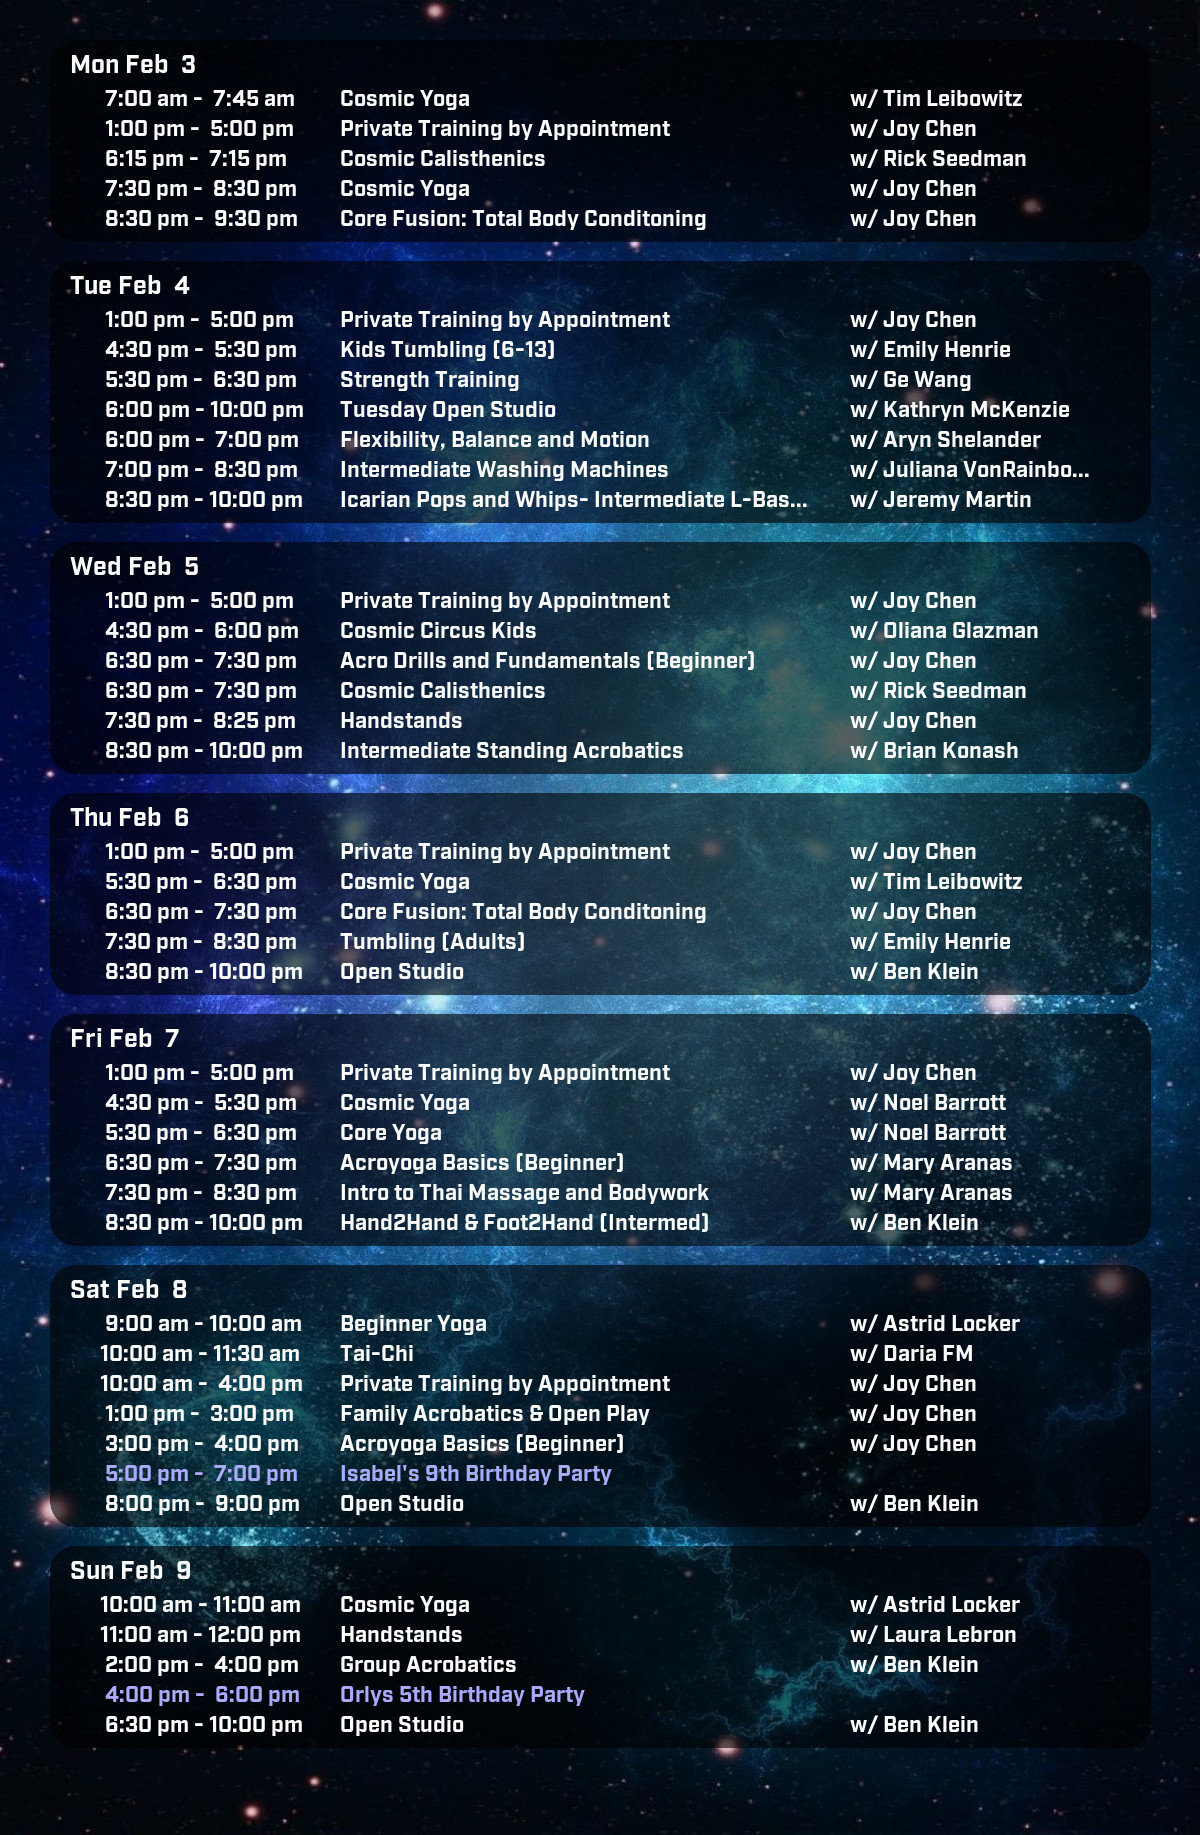 Mon Feb 3
7:00 am - 7:45 am Cosmic Yoga w/ Tim Leibowitz
1:00 pm - 5:00 pm Private Training by Appointment w/ Joy Chen
6:15 pm - 7:15 pm Cosmic Calisthenics w/ Rick Seedman
7:30 pm - 8:30 pm Cosmic Yoga w/ Joy Chen
8:30 pm - 9:30 pm Core Fusion: Total Body Conditoning w/ Joy Chen
Tue Feb 4
1:00 pm - 5:00 pm Private Training by Appointment w/ Joy Chen
4:30 pm - 5:30 pm Kids Tumbling (6-13) w/ Emily Henrie
5:30 pm - 6:30 pm Strength Training w/ Ge Wang
6:00 pm - 10:00 pm Tuesday Open Studio w/ Kathryn McKenzie
6:00 pm - 7:00 pm Flexibility, Balance and Motion w/ Aryn Shelander
7:00 pm - 8:30 pm Intermediate Washing Machines w/ Juliana VonRainbo...
8:30 pm - 10:00 pm Icarian Pops and Whips- Intermediate L-Bas... w/ Jeremy Martin
Wed Feb 5
1:00 pm - 5:00 pm Private Training by Appointment w/ Joy Chen
4:30 pm - 6:00 pm Cosmic Circus Kids w/ Oliana Glazman
6:30 pm - 7:30 pm Acro Drills and Fundamentals (Beginner) w/ Joy Chen
6:30 pm - 7:30 pm Cosmic Calisthenics w/ Rick Seedman
7:30 pm - 8:25 pm Handstands w/ Joy Chen
8:30 pm - 10:00 pm Intermediate Standing Acrobatics w/ Brian Konash
Thu Feb 6
1:00 pm - 5:00 pm Private Training by Appointment w/ Joy Chen
5:30 pm - 6:30 pm Cosmic Yoga w/ Tim Leibowitz
6:30 pm - 7:30 pm Core Fusion: Total Body Conditoning w/ Joy Chen
7:30 pm - 8:30 pm Tumbling (Adults) w/ Emily Henrie
8:30 pm - 10:00 pm Open Studio w/ Ben Klein
Fri Feb 7
1:00 pm - 5:00 pm Private Training by Appointment w/ Joy Chen
4:30 pm - 5:30 pm Cosmic Yoga w/ Noel Barrott
5:30 pm - 6:30 pm Core Yoga w/ Noel Barrott
6:30 pm - 7:30 pm Acroyoga Basics (Beginner) w/ Mary Aranas
7:30 pm - 8:30 pm Intro to Thai Massage and Bodywork w/ Mary Aranas
8:30 pm - 10:00 pm Hand2Hand & Foot2Hand (Intermed) w/ Ben Klein
Sat Feb 8
9:00 am - 10:00 am Beginner Yoga w/ Astrid Locker
10:00 am - 11:30 am Tai-Chi w/ Daria FM
10:00 am - 4:00 pm Private Training by Appointment w/ Joy Chen
1:00 pm - 3:00 pm Family Acrobatics & Open Play w/ Joy Chen
3:00 pm - 4:00 pm Acroyoga Basics (Beginner) w/ Joy Chen
5:00 pm - 7:00 pm Isabel's 9th Birthday Party
8:00 pm - 9:00 pm Open Studio w/ Ben Klein
Sun Feb 9
10:00 am - 11:00 am Cosmic Yoga w/ Astrid Locker
11:00 am - 12:00 pm Handstands w/ Laura Lebron
2:00 pm - 4:00 pm Group Acrobatics w/ Ben Klein
4:00 pm - 6:00 pm Orlys 5th Birthday Party
6:30 pm - 10:00 pm Open Studio w/ Ben Klein